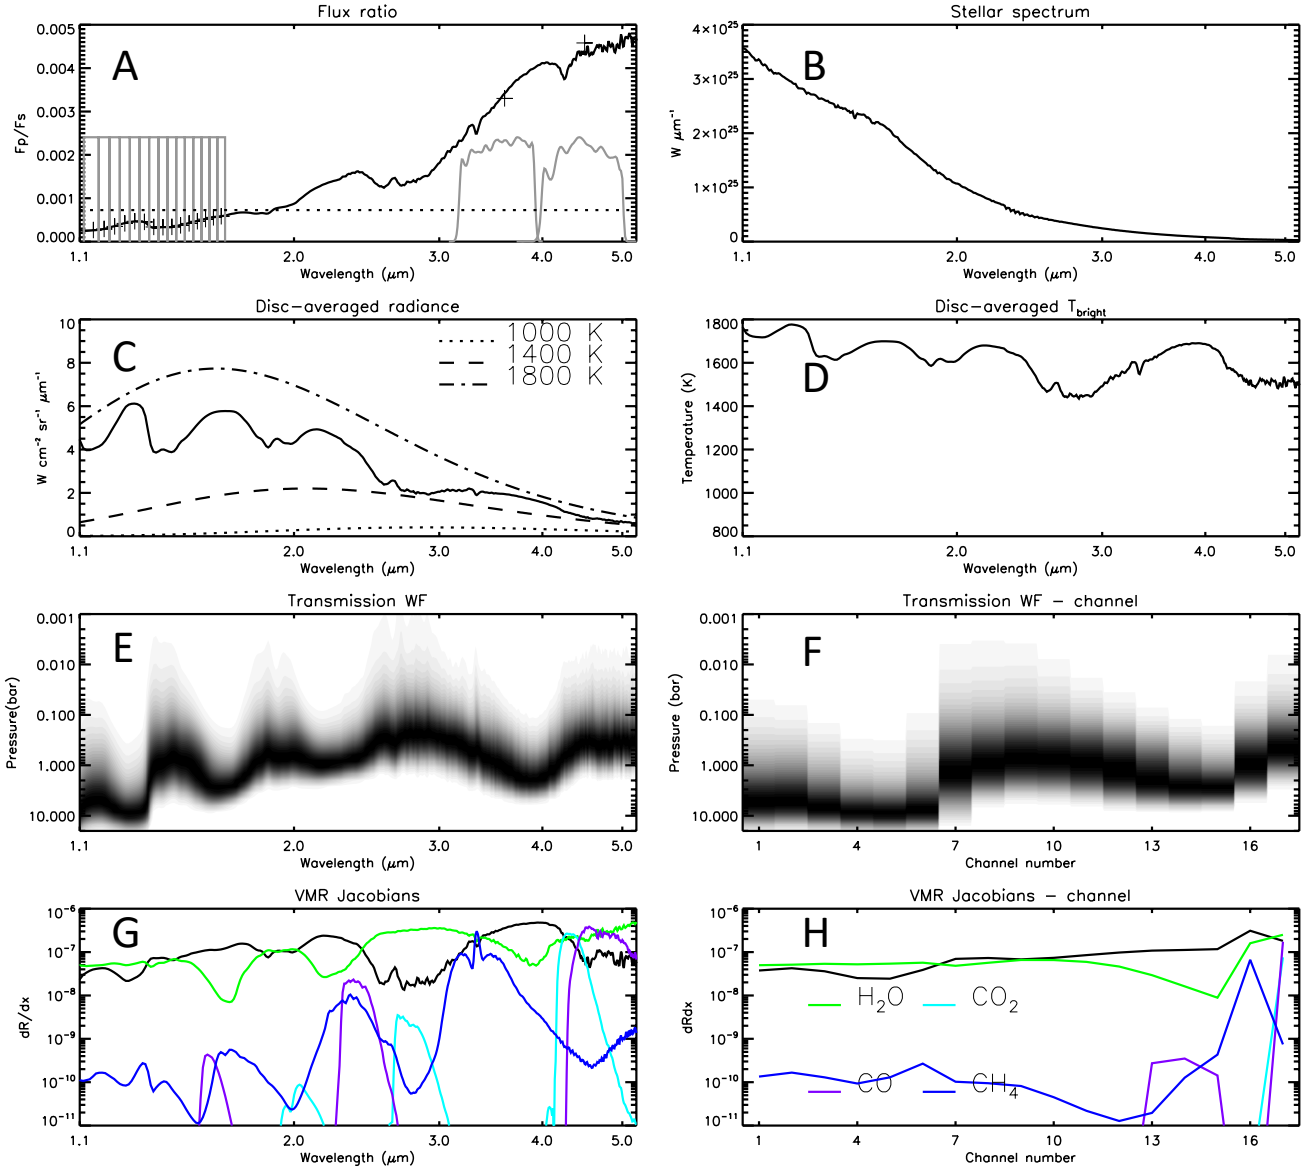 Flux ratio
A
Fp/Fs
0.005
0.004
0.003
0.002
0.001
0.000
1.1 2.0 3.0 4.0 5.0
Wavelength (μm)
Stellar spectrum
B
W μm⁻¹
4×10²⁵
3×10²⁵
2×10²⁵
1×10²⁵
0
1.1 2.0 3.0 4.0 5.0
Wavelength (μm)
Disc-averaged radiance
C
1000 K
1400 K
1800 K
W cm⁻² sr⁻¹ μm⁻¹
10
8
6
4
2
0
1.1 2.0 3.0 4.0 5.0
Wavelength (μm)
Disc-averaged T_bright
D
Temperature (K)
1800
1600
1400
1200
1000
800
1.1 2.0 3.0 4.0 5.0
Wavelength (μm)
Transmission WF
E
Pressure(bar)
0.001
0.010
0.100
1.000
10.000
1.1 2.0 3.0 4.0 5.0
Wavelength (μm)
Transmission WF - channel
F
Pressure (bar)
0.001
0.010
0.100
1.000
10.000
1 4 7 10 13 16
Channel number
VMR Jacobians
G
dR/dx
10⁻⁶
10⁻⁷
10⁻⁸
10⁻⁹
10⁻¹⁰
10⁻¹¹
1.1 2.0 3.0 4.0 5.0
Wavelength (μm)
VMR Jacobians - channel
H
H₂O CO₂
CO CH₄
dRdx
10⁻⁶
10⁻⁷
10⁻⁸
10⁻⁹
10⁻¹⁰
10⁻¹¹
1 4 7 10 13 16
Channel number